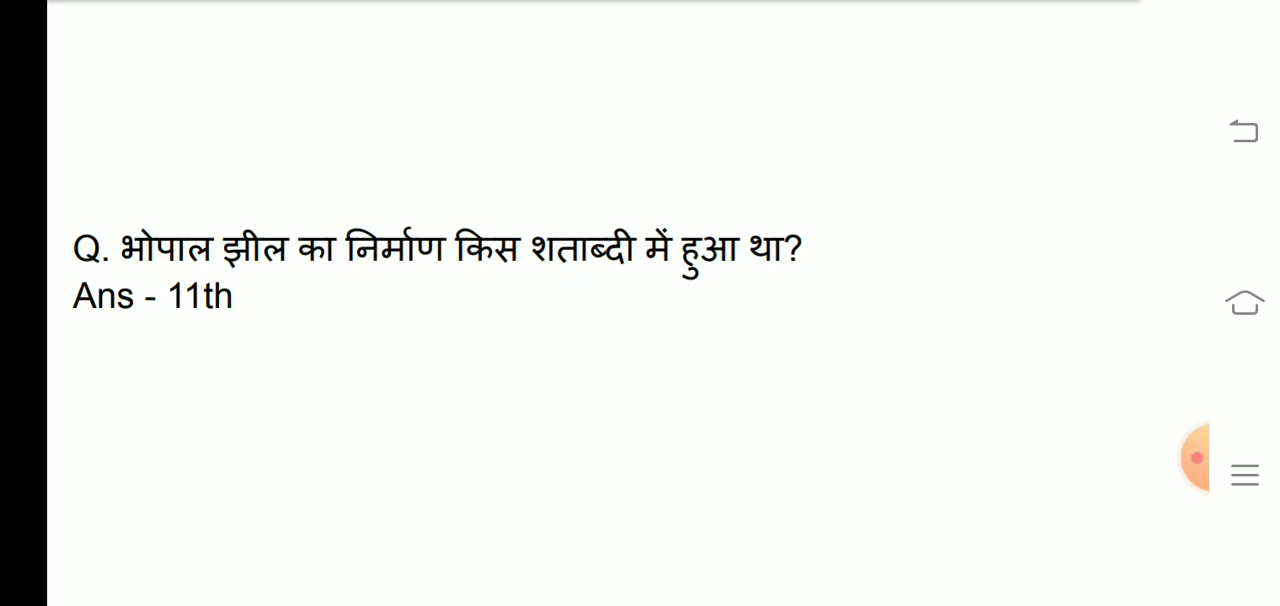 Q. भोपाल झील का निर्माण किस शताब्दी में हुआ था?
Ans - 11th